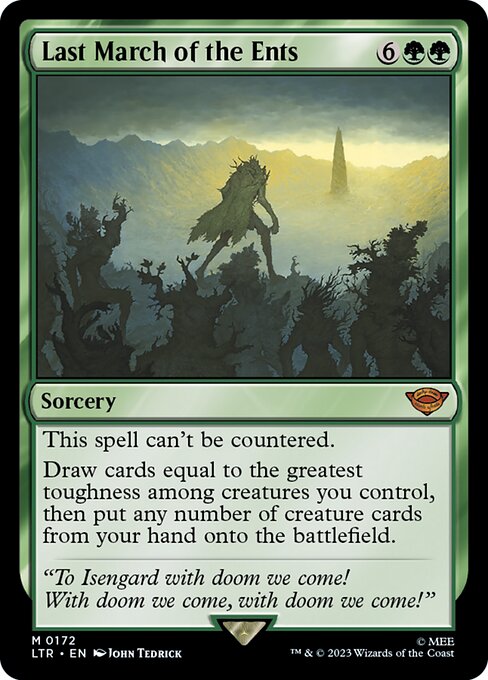 Last March of the Ents 6
Sorcery
This spell can't be countered.
Draw cards equal to the greatest
toughness among creatures you control,
then put any number of creature cards
from your hand onto the battlefield.
“To Isengard with doom we come!
With doom we come, with doom we come!”
M 0172
LTR • EN JOHN TEDRICK
© MEE
™ & © 2023 Wizards of the Coast